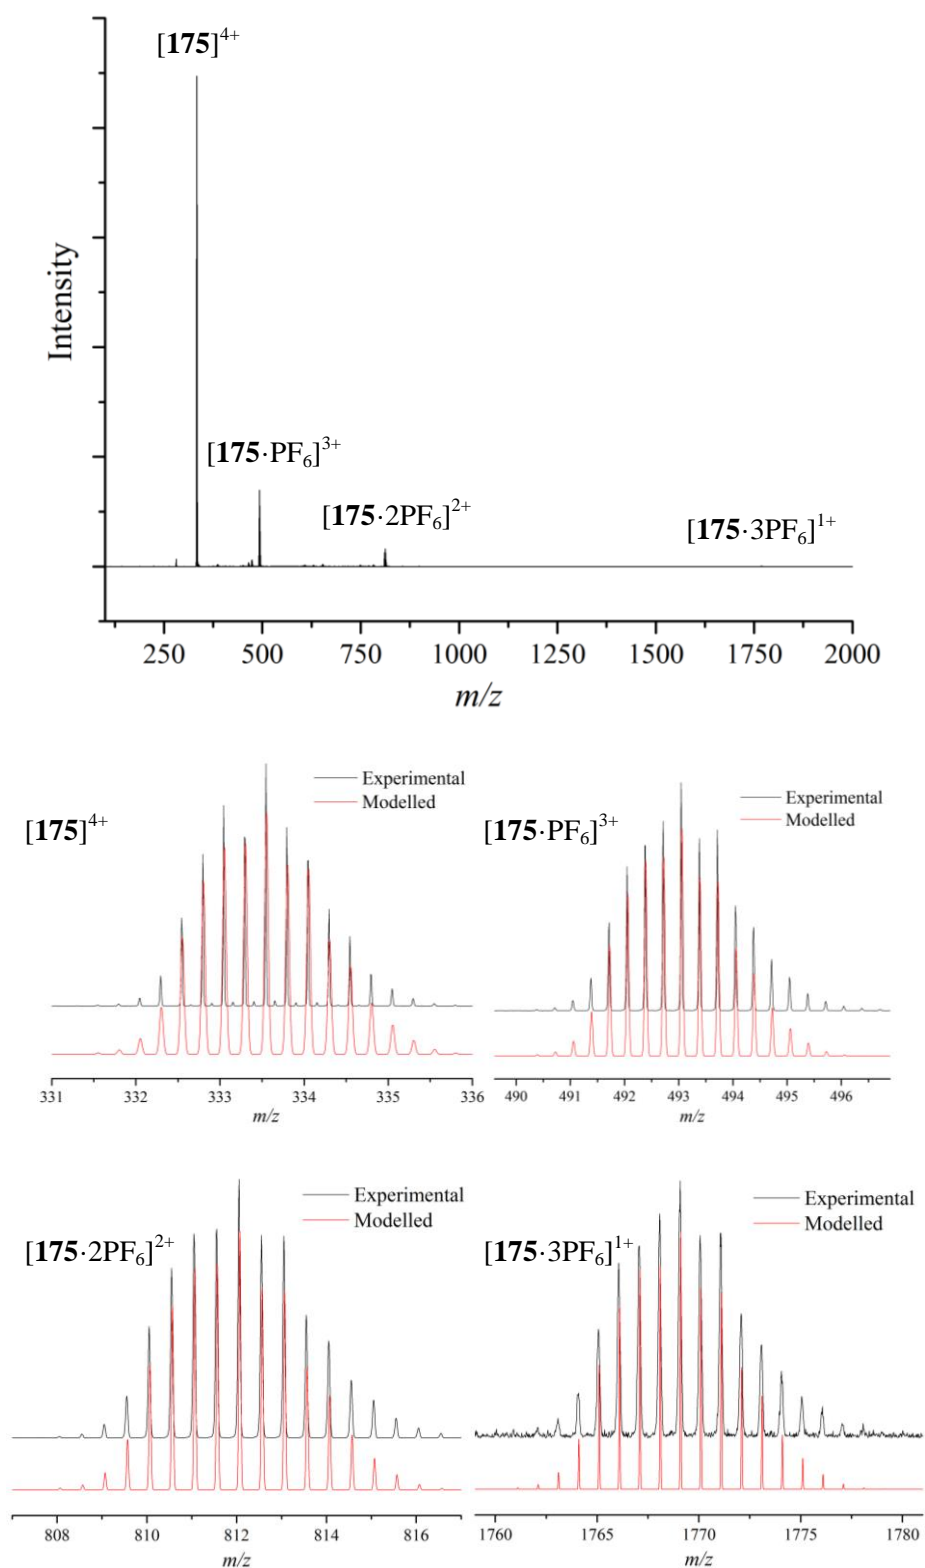 [175]4+
Intensity
[175·PF6]3+
[175·2PF6]2+
[175·3PF6]1+
250 500 750 1000 1250 1500 1750 2000
m/z
Experimental
Modelled
[175]4+
331 332 333 334 335 336
m/z
Experimental
Modelled
[175·PF6]3+
490 491 492 493 494 495 496
m/z
Experimental
Modelled
[175·2PF6]2+
808 810 812 814 816
m/z
Experimental
Modelled
[175·3PF6]1+
1760 1765 1770 1775 1780
m/z